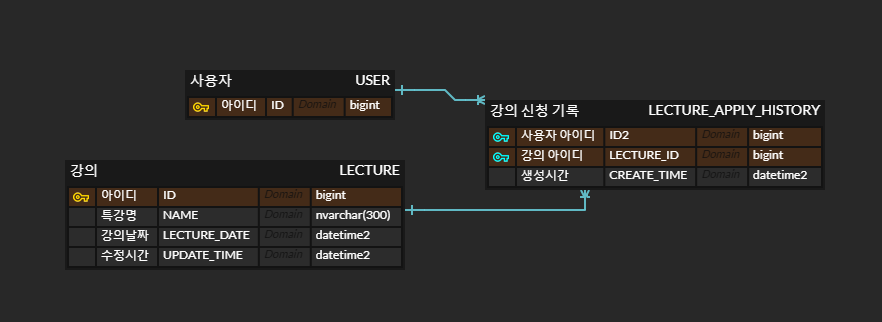 사용자 USER
아이디 ID Domain bigint
강의 신청 기록 LECTURE_APPLY_HISTORY
사용자 아이디 ID2 Domain bigint
강의 아이디 LECTURE_ID Domain bigint
생성시간 CREATE_TIME Domain datetime2
강의 LECTURE
아이디 ID Domain bigint
특강명 NAME Domain nvarchar(300)
강의날짜 LECTURE_DATE Domain datetime2
수정시간 UPDATE_TIME Domain datetime2